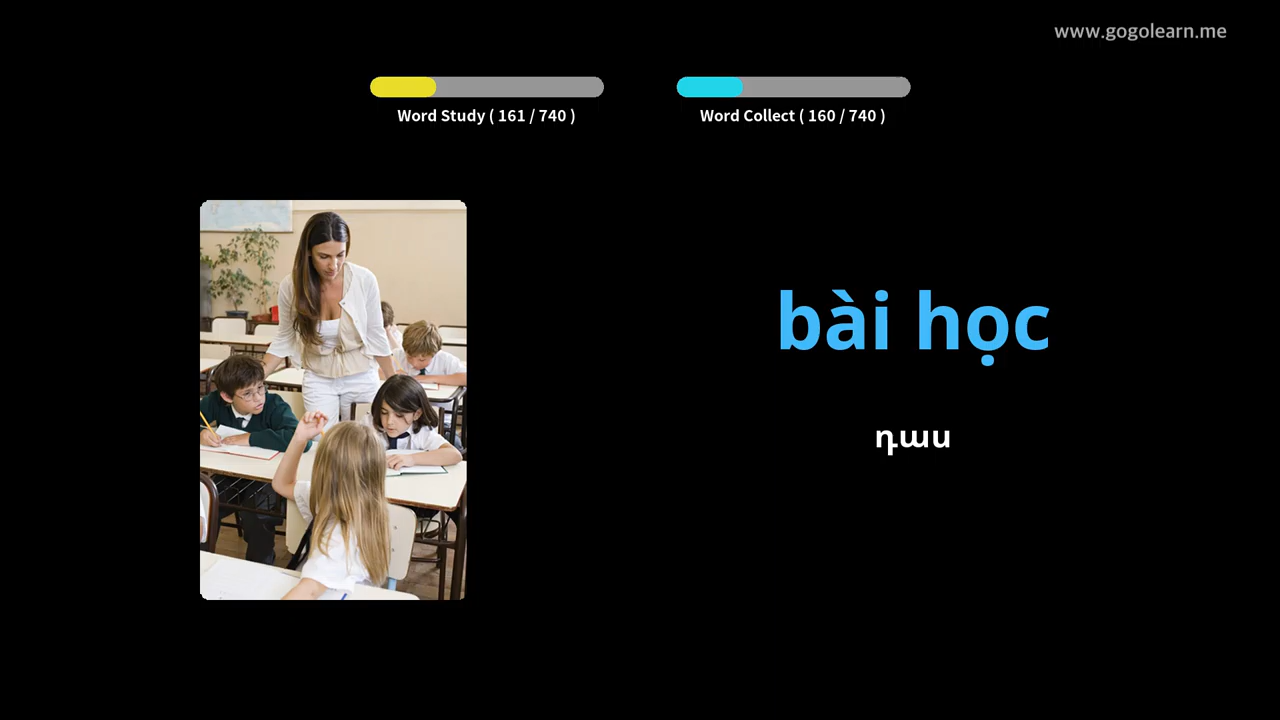 www.gogolearn.me
Word Study ( 161 / 740 )
Word Collect ( 160 / 740 )
bài học
դաս